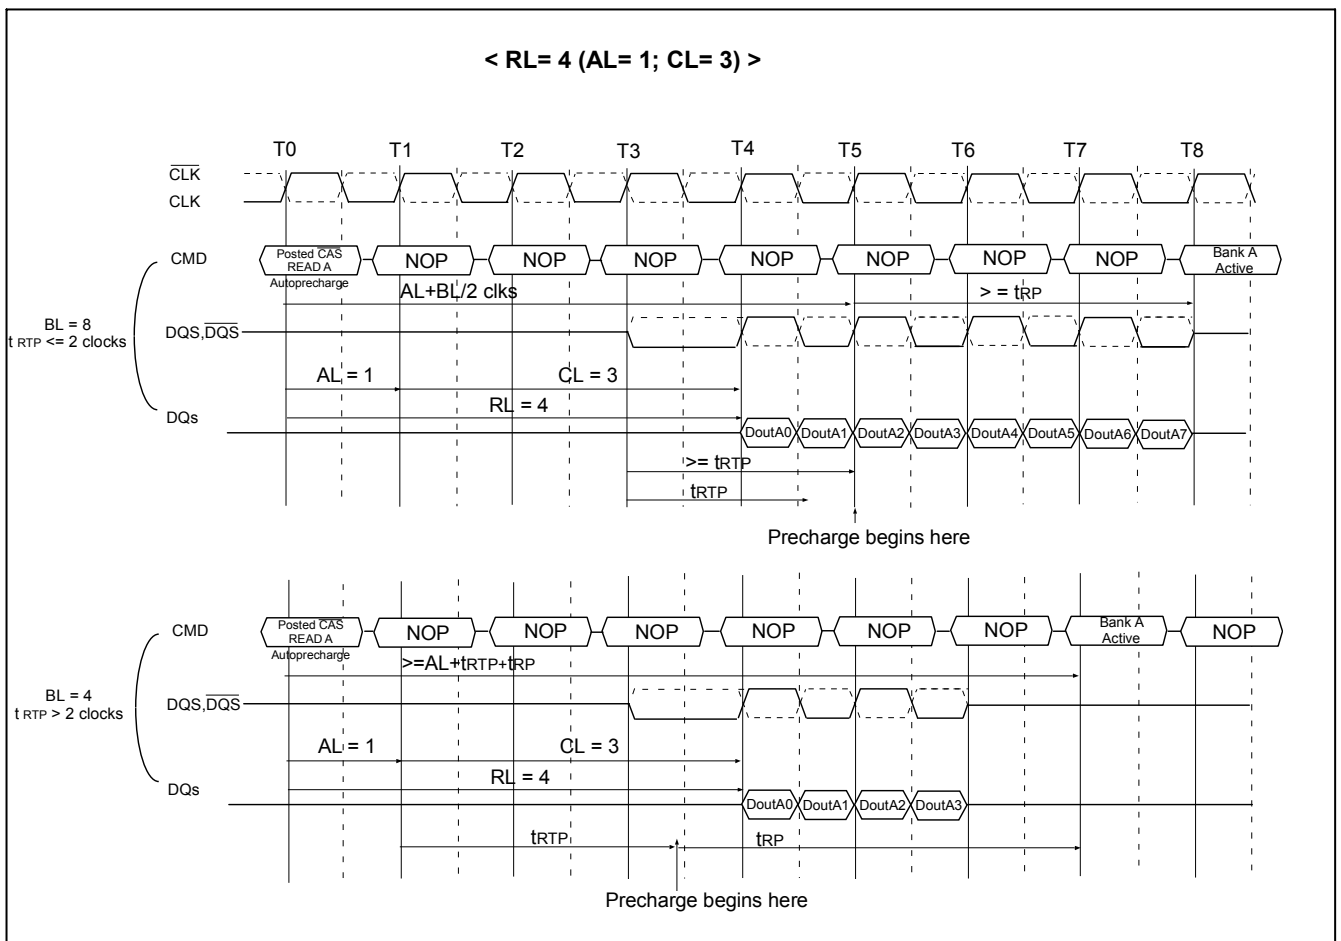 < RL= 4 (AL= 1; CL= 3) >
T0 T1 T2 T3 T4 T5 T6 T7 T8
CLK
CLK
CMD
Posted CAS
READ A
Autoprecharge
NOP NOP NOP NOP NOP NOP NOP
Bank A
Active
AL+BL/2 clks
> = tRP
BL = 8
t RTP <= 2 clocks
DQS,DQS
AL = 1
CL = 3
RL = 4
DQs
DoutA0 DoutA1 DoutA2 DoutA3 DoutA4 DoutA5 DoutA6 DoutA7
>= tRTP
tRTP
Precharge begins here
CMD
Posted CAS
READ A
Autoprecharge
NOP NOP NOP NOP NOP NOP
Bank A
Active
NOP
>=AL+tRTP+tRP
BL = 4
t RTP > 2 clocks
DQS,DQS
AL = 1
CL = 3
RL = 4
DQs
DoutA0 DoutA1 DoutA2 DoutA3
tRTP
tRP
Precharge begins here